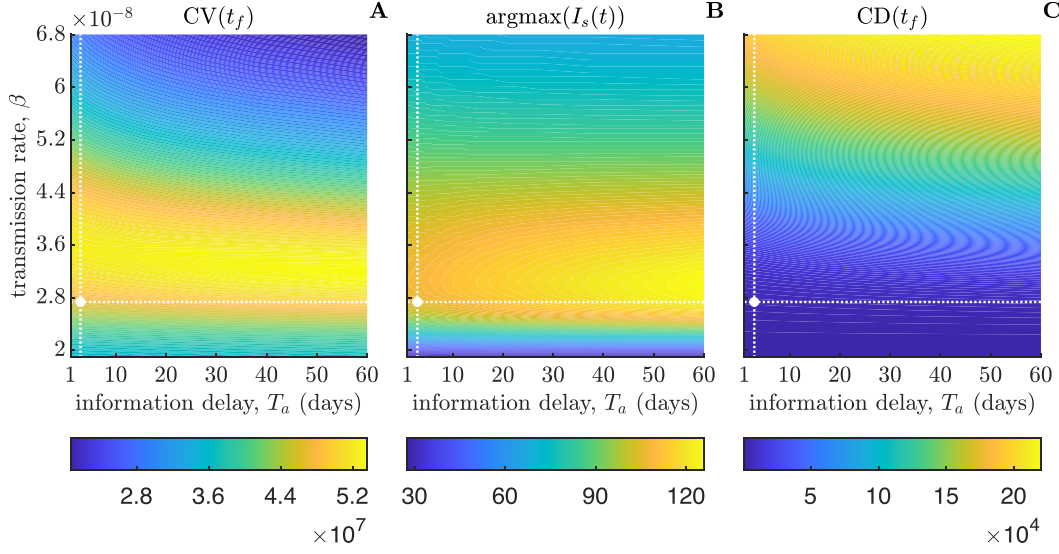 ×10⁻⁸ CV(t_f) A argmax(I_s(t)) B CD(t_f) C
6.8
6
5.2
4.4
3.6
2.8
2
transmission rate, β
1 10 20 30 40 50 60 1 10 20 30 40 50 60 1 10 20 30 40 50 60
information delay, T_a (days) information delay, T_a (days) information delay, T_a (days)
2.8 3.6 4.4 5.2 30 60 90 120 5 10 15 20
×10⁷ ×10⁴